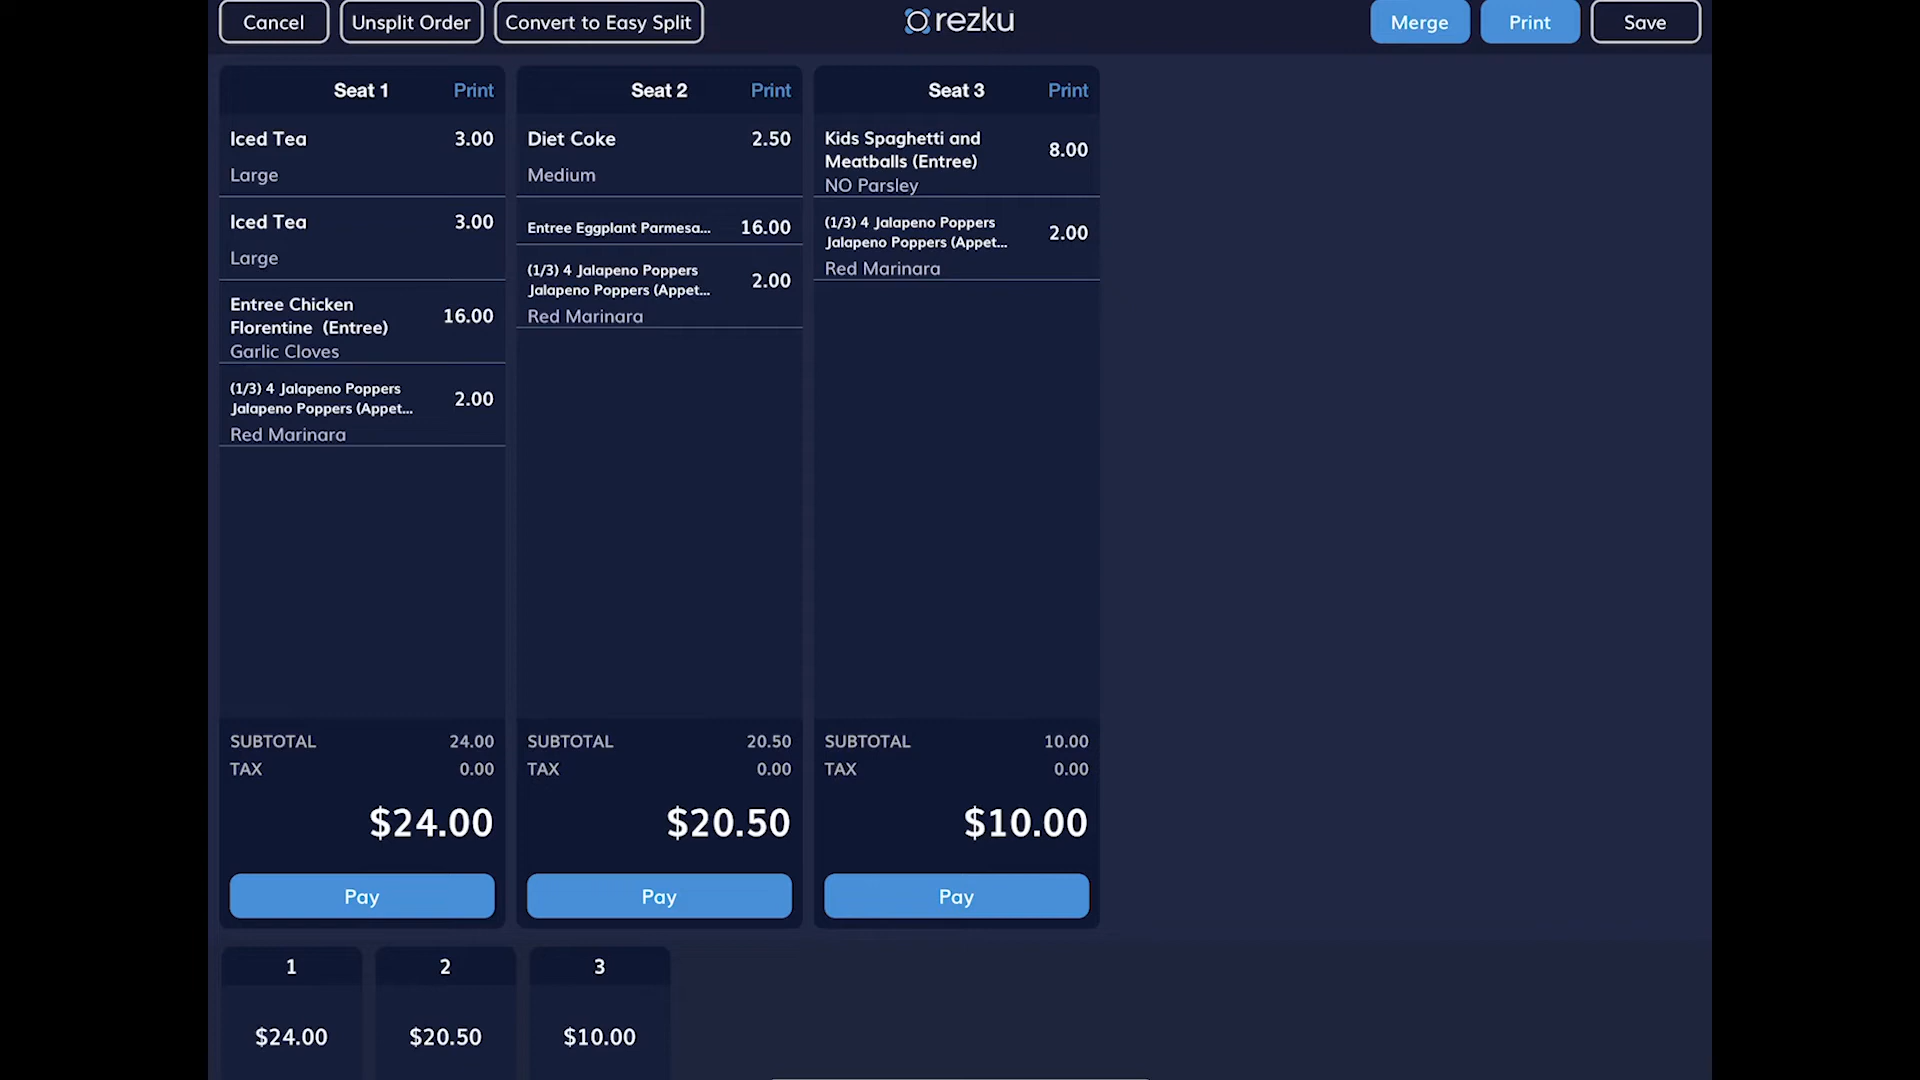 Cancel
Unsplit Order
Convert to Easy Split
rezku
Merge
Print
Save
Seat 1 Print
Iced Tea 3.00
Large
Iced Tea 3.00
Large
Entree Chicken
Florentine (Entree) 16.00
Garlic Cloves
(1/3) 4 Jalapeno Poppers
Jalapeno Poppers (Appet... 2.00
Red Marinara
SUBTOTAL 24.00
TAX 0.00
$24.00
Pay
Seat 2 Print
Diet Coke 2.50
Medium
Entree Eggplant Parmesa... 16.00
(1/3) 4 Jalapeno Poppers
Jalapeno Poppers (Appet... 2.00
Red Marinara
SUBTOTAL 20.50
TAX 0.00
$20.50
Pay
Seat 3 Print
Kids Spaghetti and
Meatballs (Entree) 8.00
NO Parsley
(1/3) 4 Jalapeno Poppers
Jalapeno Poppers (Appet... 2.00
Red Marinara
SUBTOTAL 10.00
TAX 0.00
$10.00
Pay
1
$24.00
2
$20.50
3
$10.00